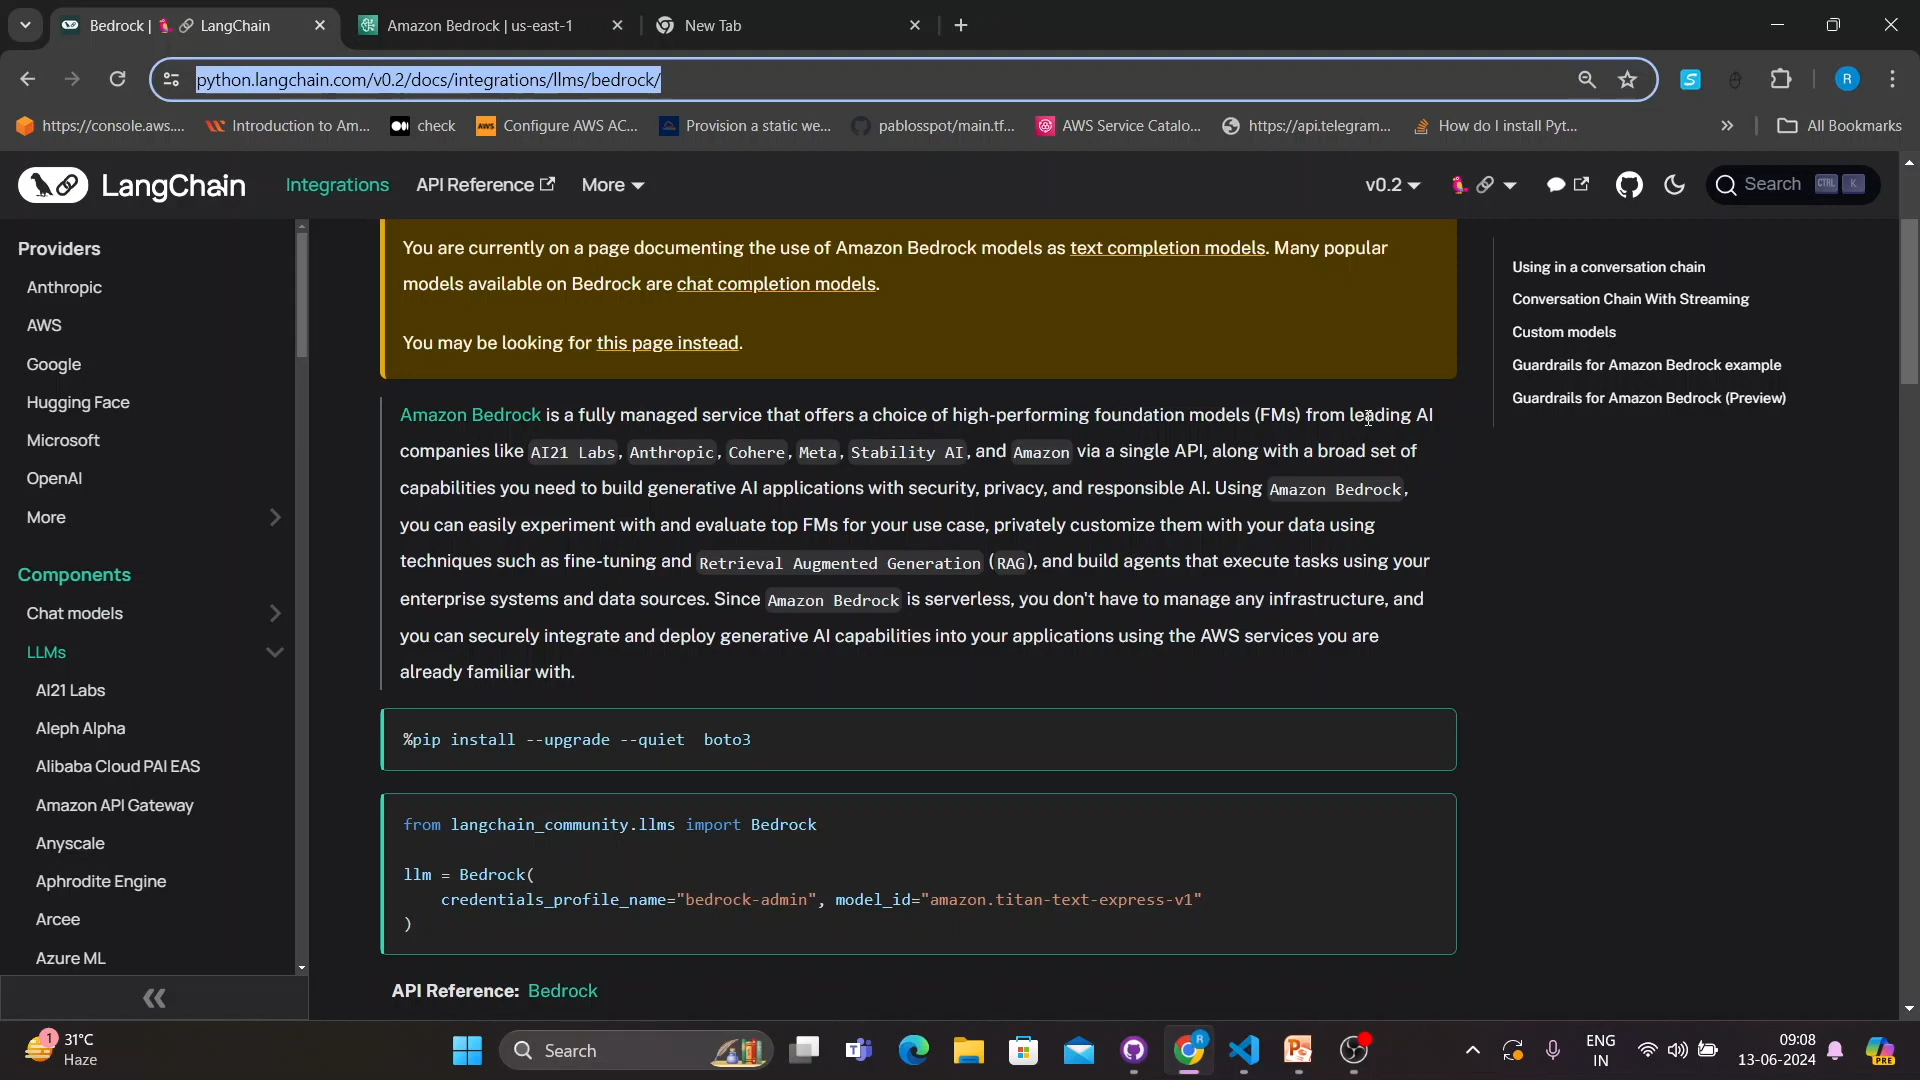 Bedrock | 🦜️🔗 LangChain
Amazon Bedrock | us-east-1
New Tab
python.langchain.com/v0.2/docs/integrations/llms/bedrock/
R
https://console.aws....
Introduction to Am...
check
Configure AWS AC...
Provision a static we...
pablosspot/main.tf...
AWS Service Catalo...
https://api.telegram...
How do I install Pyt...
All Bookmarks
LangChain
Integrations
API Reference
More
v0.2
Search
CTRL K
Providers
Anthropic
AWS
Google
Hugging Face
Microsoft
OpenAI
More
Components
Chat models
LLMs
AI21 Labs
Aleph Alpha
Alibaba Cloud PAI EAS
Amazon API Gateway
Anyscale
Aphrodite Engine
Arcee
Azure ML
You are currently on a page documenting the use of Amazon Bedrock models as text completion models. Many popular
models available on Bedrock are chat completion models.
You may be looking for this page instead.
Amazon Bedrock is a fully managed service that offers a choice of high-performing foundation models (FMs) from leading AI
companies like AI21 Labs, Anthropic, Cohere, Meta, Stability AI, and Amazon via a single API, along with a broad set of
capabilities you need to build generative AI applications with security, privacy, and responsible AI. Using Amazon Bedrock,
you can easily experiment with and evaluate top FMs for your use case, privately customize them with your data using
techniques such as fine-tuning and Retrieval Augmented Generation (RAG), and build agents that execute tasks using your
enterprise systems and data sources. Since Amazon Bedrock is serverless, you don't have to manage any infrastructure, and
you can securely integrate and deploy generative AI capabilities into your applications using the AWS services you are
already familiar with.
%pip install --upgrade --quiet  boto3
from langchain_community.llms import Bedrock
llm = Bedrock(
    credentials_profile_name="bedrock-admin", model_id="amazon.titan-text-express-v1"
)
API Reference: Bedrock
Using in a conversation chain
Conversation Chain With Streaming
Custom models
Guardrails for Amazon Bedrock example
Guardrails for Amazon Bedrock (Preview)
1
31°C
Haze
Search
R
ENG
IN
09:08
13-06-2024
PRE